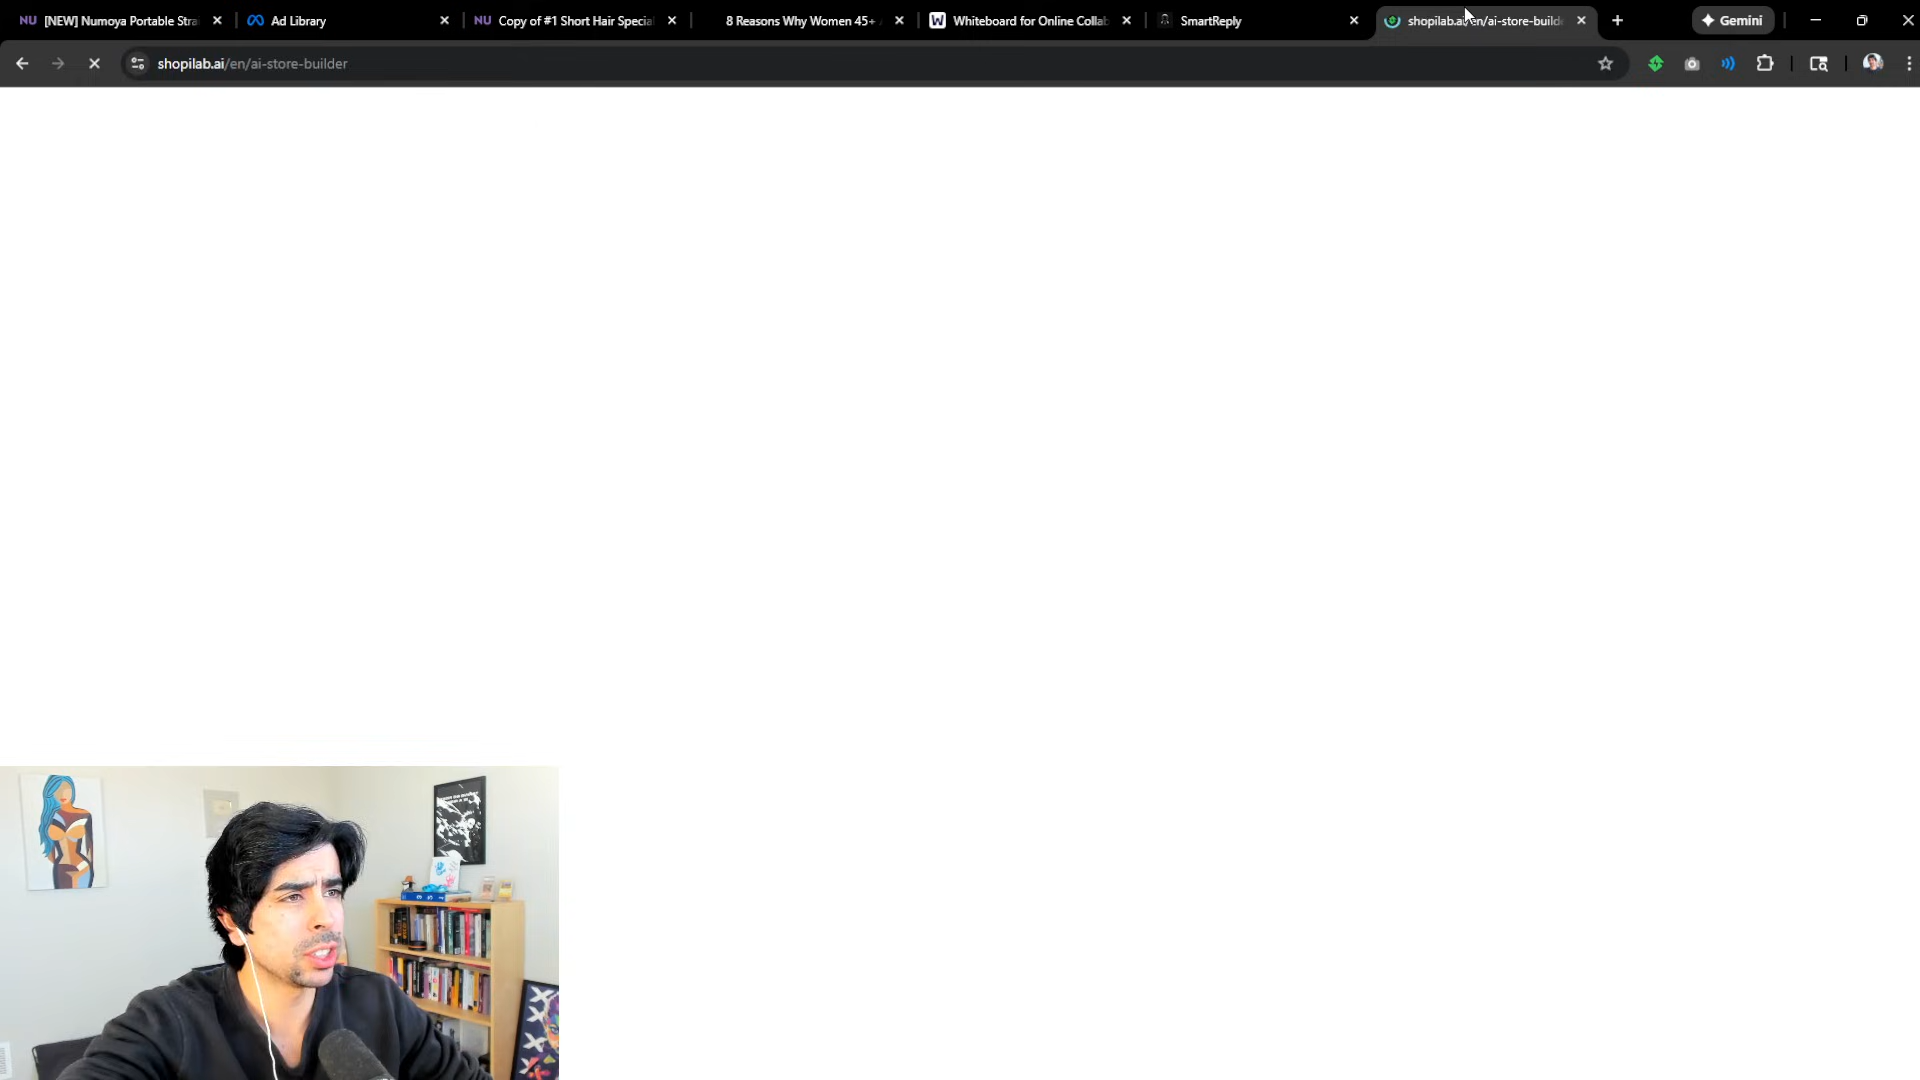 NU [NEW] Numoya Portable Stra
Ad Library
NU Copy of #1 Short Hair Specia
8 Reasons Why Women 45+
W Whiteboard for Online Collab
SmartReply
shopilab.ai/en/ai-store-builde
Gemini
shopilab.ai/en/ai-store-builder